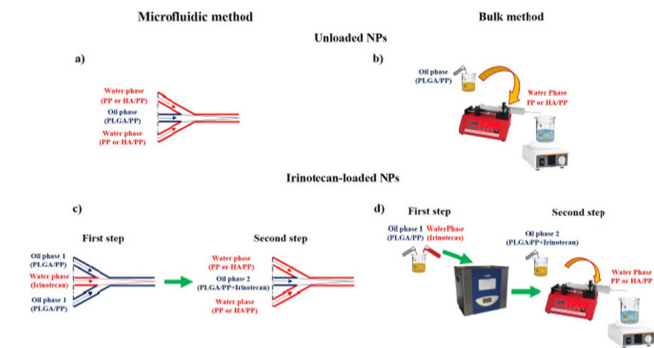 Microfluidic method
Bulk method
Unloaded NPs
a)
b)
Water phase
(PP or HA/PP)
Oil phase
(PLGA/PP)
Water phase
(PP or HA/PP)
Oil phase
(PLGA/PP)
Water Phase
PP or HA/PP
Irinotecan-loaded NPs
c)
d)
First step
Second step
Oil phase 1
(PLGA/PP)
Water phase
(Irinotecan)
Oil phase 1
(PLGA/PP)
Water phase
(PP or HA/PP)
Oil phase 2
(PLGA/PP+Irinotecan)
Water phase
(PP or HA/PP)
First step
Second step
Oil phase 1 WaterPhase
(PLGA/PP) (Irinotecan)
Oil phase 2
(PLGA/PP+Irinotecan)
Water Phase
PP or HA/PP